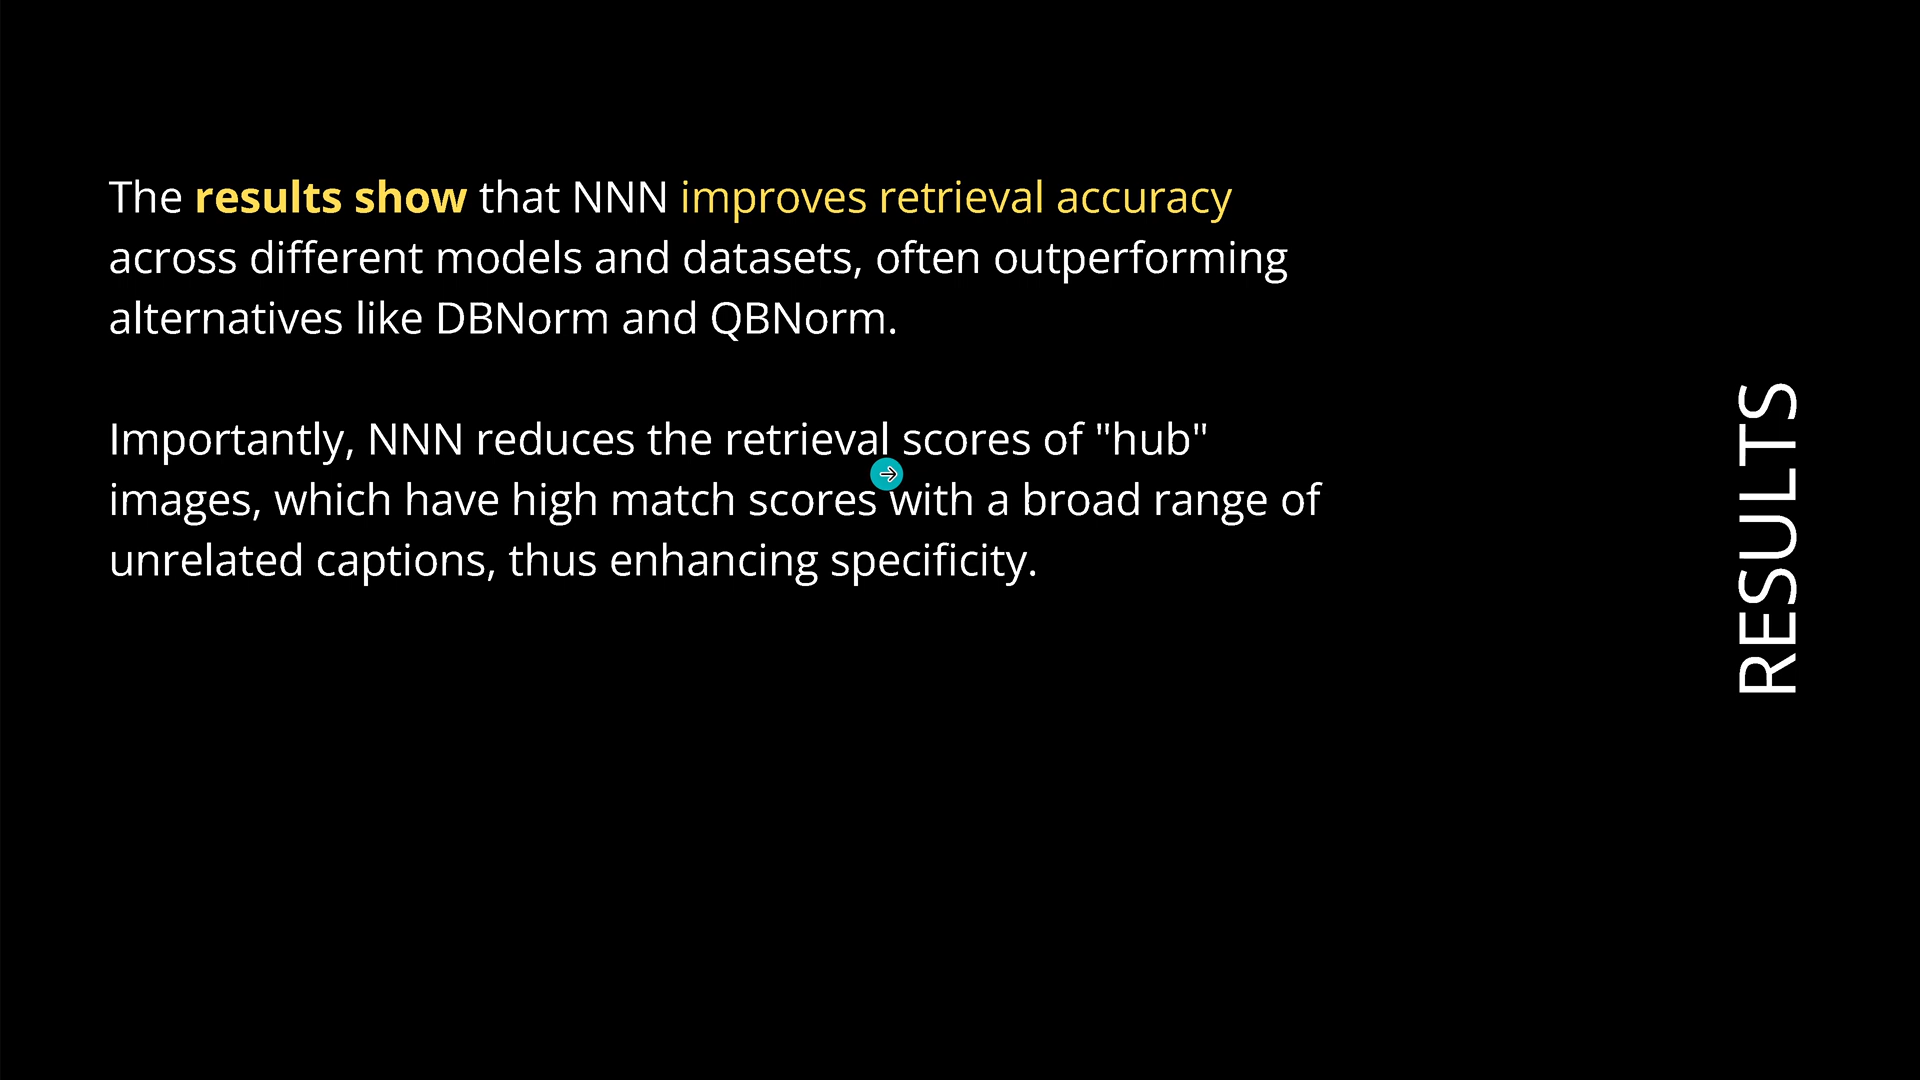 The results show that NNN improves retrieval accuracy
across different models and datasets, often outperforming
alternatives like DBNorm and QBNorm.
Importantly, NNN reduces the retrieval scores of "hub"
images, which have high match scores with a broad range of
unrelated captions, thus enhancing specificity.
RESULTS